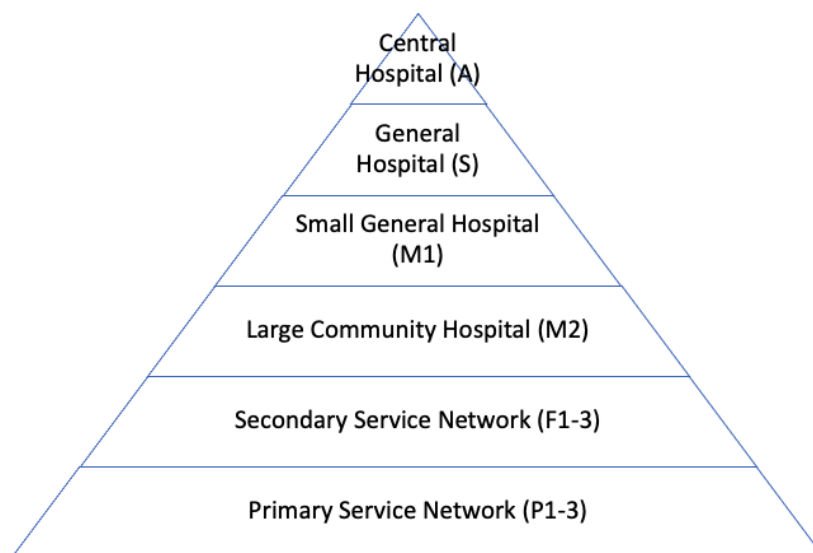 Central
Hospital (A)
General
Hospital (S)
Small General Hospital
(M1)
Large Community Hospital (M2)
Secondary Service Network (F1-3)
Primary Service Network (P1-3)